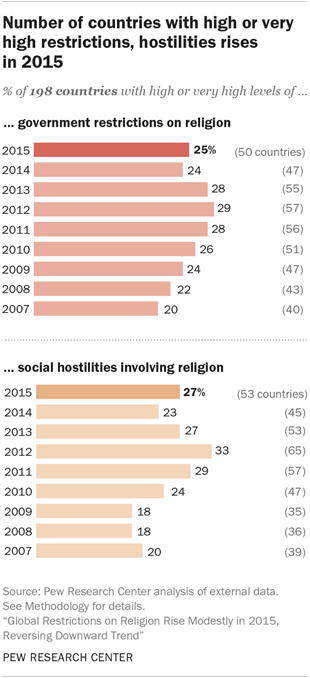 Number of countries with high or very
high restrictions, hostilities rises
in 2015
% of 198 countries with high or very high levels of ...
... government restrictions on religion
2015 25% (50 countries)
2014 24 (47)
2013 28 (55)
2012 29 (57)
2011 28 (56)
2010 26 (51)
2009 24 (47)
2008 22 (43)
2007 20 (40)
... social hostilities involving religion
2015 27% (53 countries)
2014 23 (45)
2013 27 (53)
2012 33 (65)
2011 29 (57)
2010 24 (47)
2009 18 (35)
2008 18 (36)
2007 20 (39)
Source: Pew Research Center analysis of external data.
See Methodology for details.
“Global Restrictions on Religion Rise Modestly in 2015,
Reversing Downward Trend”
PEW RESEARCH CENTER